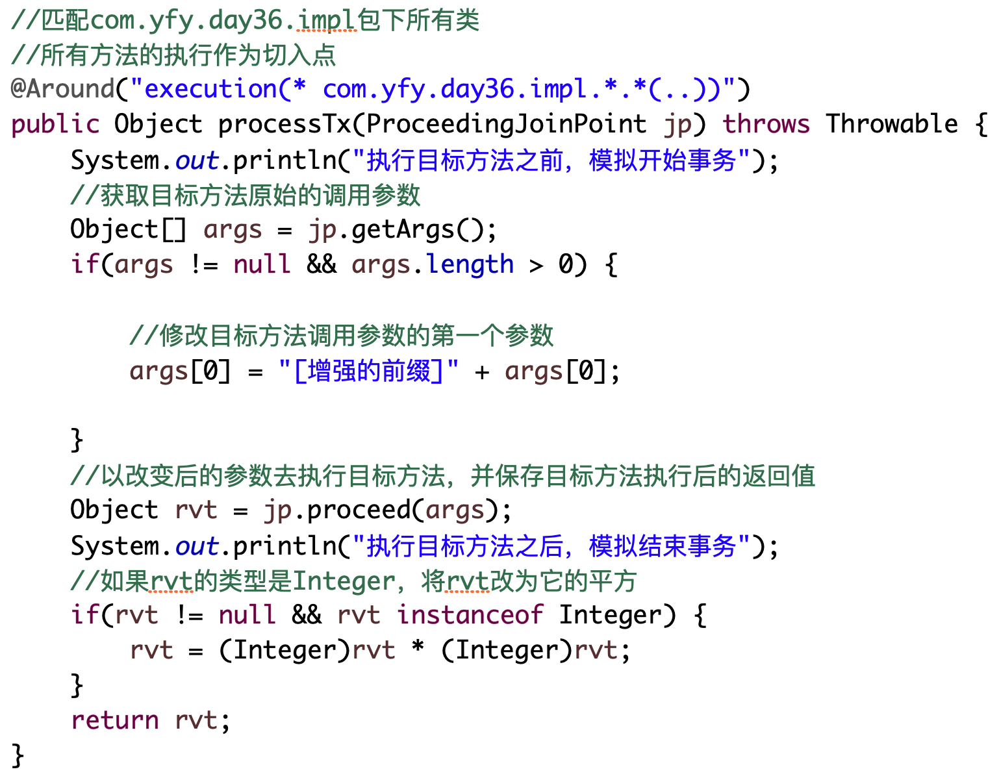 //匹配com.yfy.day36.impl包下所有类
//所有方法的执行作为切入点
@Around("execution(* com.yfy.day36.impl.*.*(..))")
public Object processTx(ProceedingJoinPoint jp) throws Throwable {
System.out.println("执行目标方法之前，模拟开始事务");
//获取目标方法原始的调用参数
Object[] args = jp.getArgs();
if(args != null && args.length > 0) {
//修改目标方法调用参数的第一个参数
args[0] = "[增强的前缀]" + args[0];
}
//以改变后的参数去执行目标方法，并保存目标方法执行后的返回值
Object rvt = jp.proceed(args);
System.out.println("执行目标方法之后，模拟结束事务");
//如果rvt的类型是Integer，将rvt改为它的平方
if(rvt != null && rvt instanceof Integer) {
rvt = (Integer)rvt * (Integer)rvt;
}
return rvt;
}